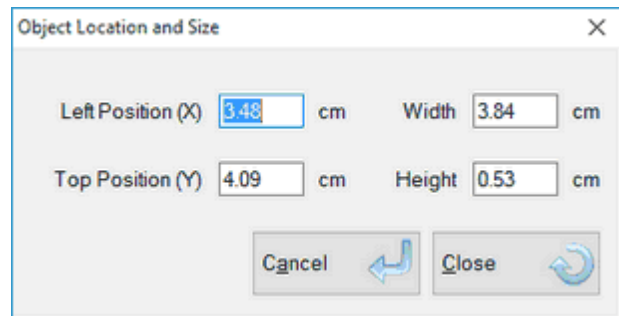 Object Location and Size
Left Position (X) 3.48 cm Width 3.84 cm
Top Position (Y) 4.09 cm Height 0.53 cm
Cancel Close